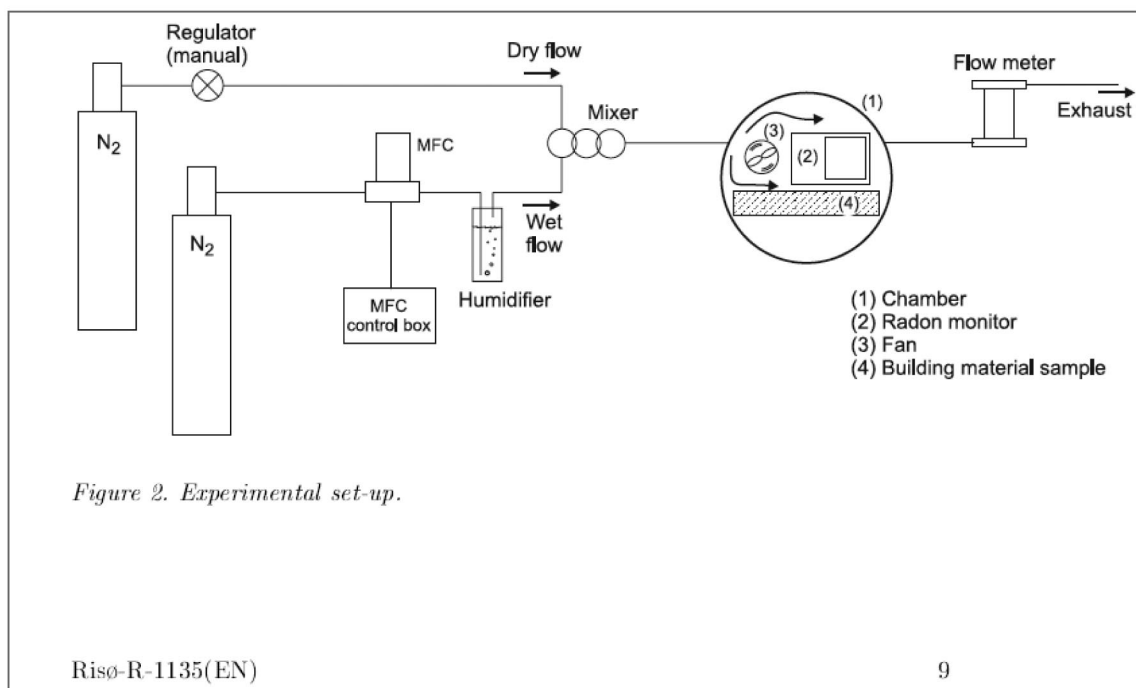 Regulator
(manual)
Dry flow
Flow meter
Exhaust
Mixer
(1)
(3)
(2)
(4)
N2
MFC
N2
Wet
flow
Humidifier
MFC
control box
(1) Chamber
(2) Radon monitor
(3) Fan
(4) Building material sample
Figure 2. Experimental set-up.
Risø-R-1135(EN)
9